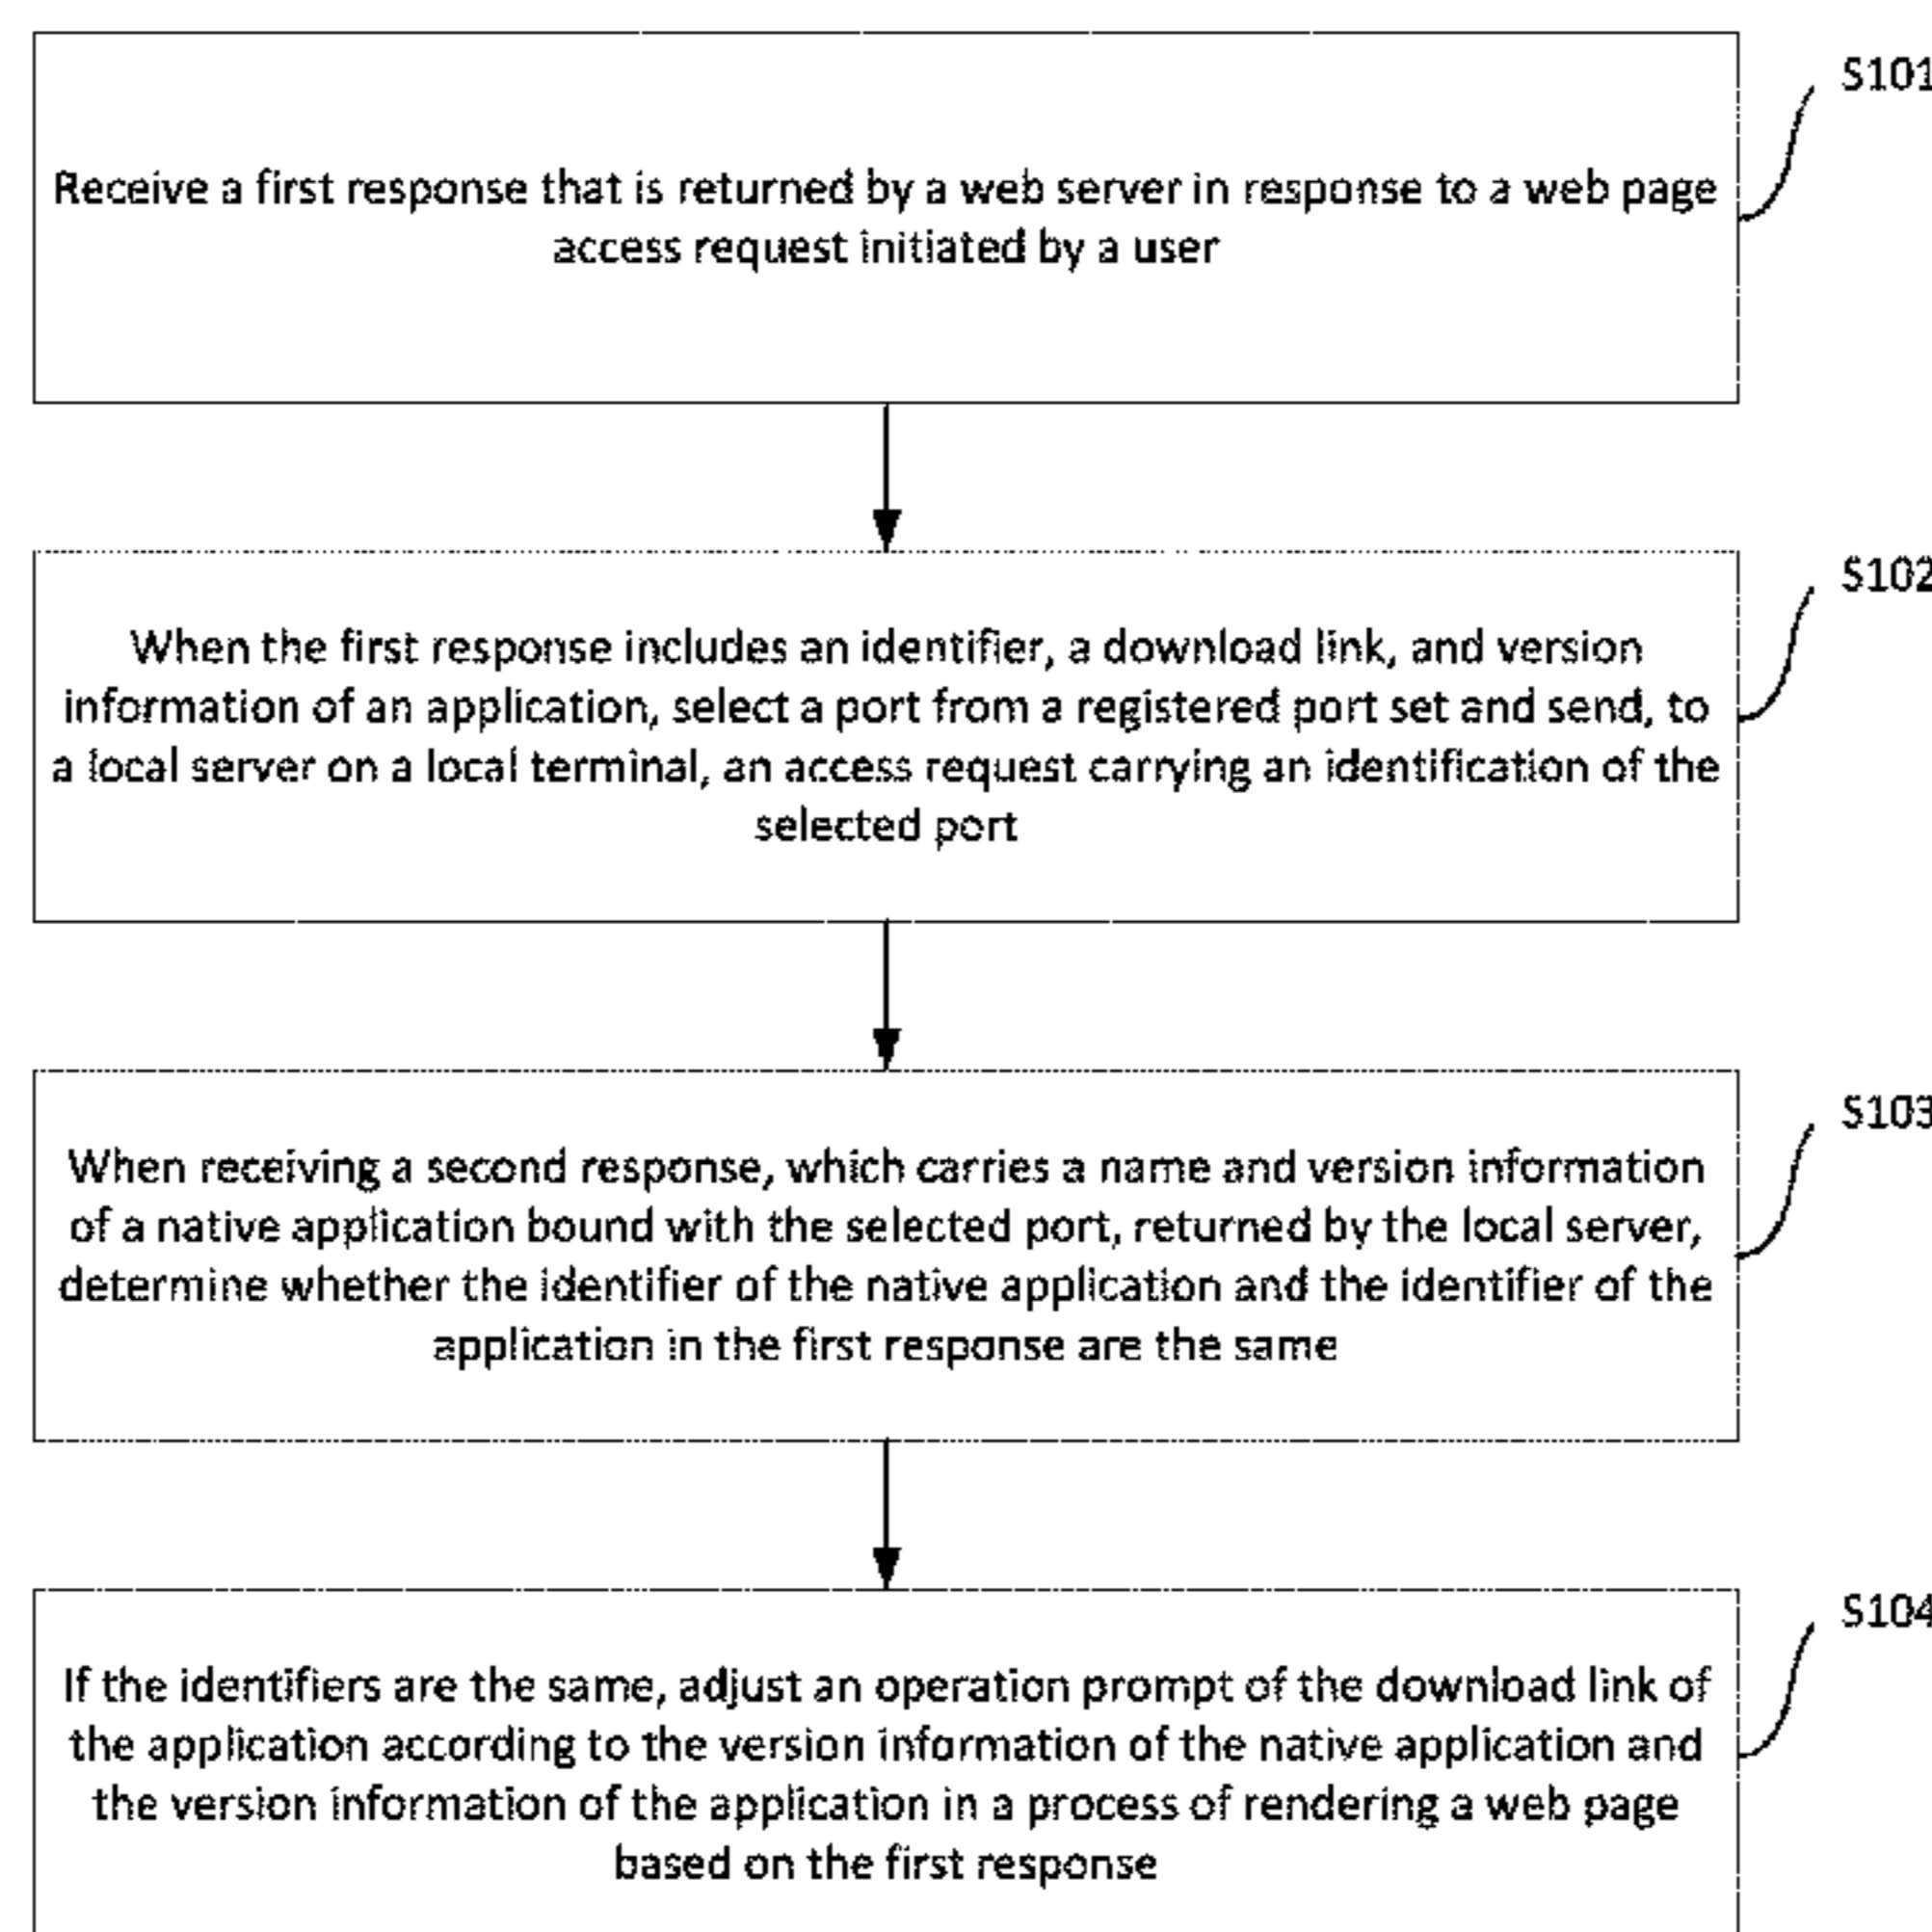 S101
Receive a first response that is returned by a web server in response to a web page
access request initiated by a user
S102
When the first response includes an identifier, a download link, and version
information of an application, select a port from a registered port set and send, to
a local server on a local terminal, an access request carrying an identification of the
selected port
S103
When receiving a second response, which carries a name and version information
of a native application bound with the selected port, returned by the local server,
determine whether the identifier of the native application and the identifier of the
application in the first response are the same
S104
If the identifiers are the same, adjust an operation prompt of the download link of
the application according to the version information of the native application and
the version information of the application in a process of rendering a web page
based on the first response